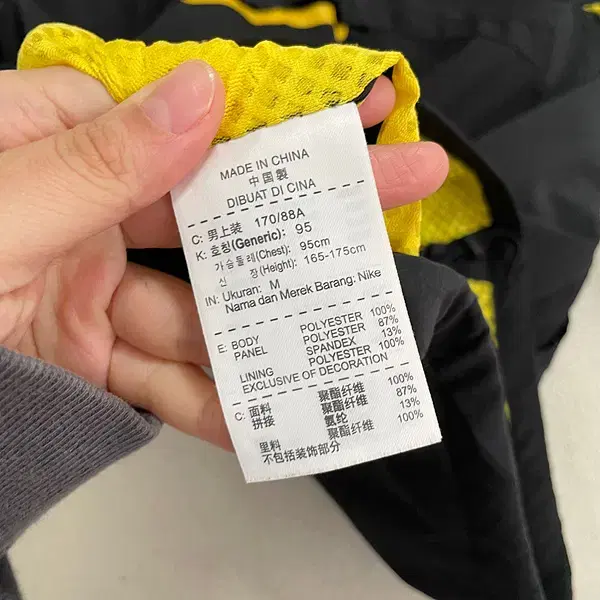 MADE IN CHINA
中国製
DIBUAT DI CINA
C: 男上装 170/88A
K: 호칭(Generic): 95
가슴둘레(Chest): 95cm
신 장(Height): 165-175cm
IN: Ukuran: M
Nama dan Merek Barang: Nike
E: BODY POLYESTER 100%
PANEL POLYESTER 87%
SPANDEX 13%
LINING POLYESTER 100%
EXCLUSIVE OF DECORATION
C: 面料 聚酯纤维 100%
拼接 聚酯纤维 87%
氨纶 13%
里料 聚酯纤维 100%
不包括装饰部分